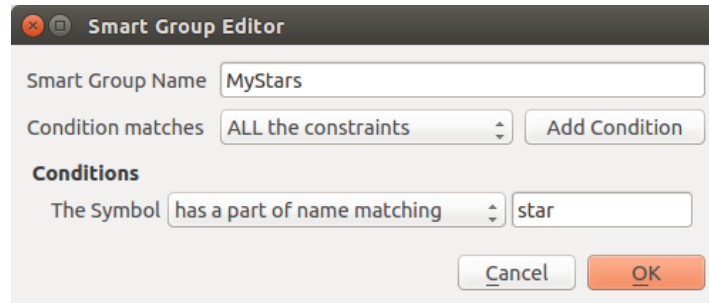 Smart Group Editor
Smart Group Name MyStars
Condition matches ALL the constraints Add Condition
Conditions
The Symbol has a part of name matching star
Cancel OK